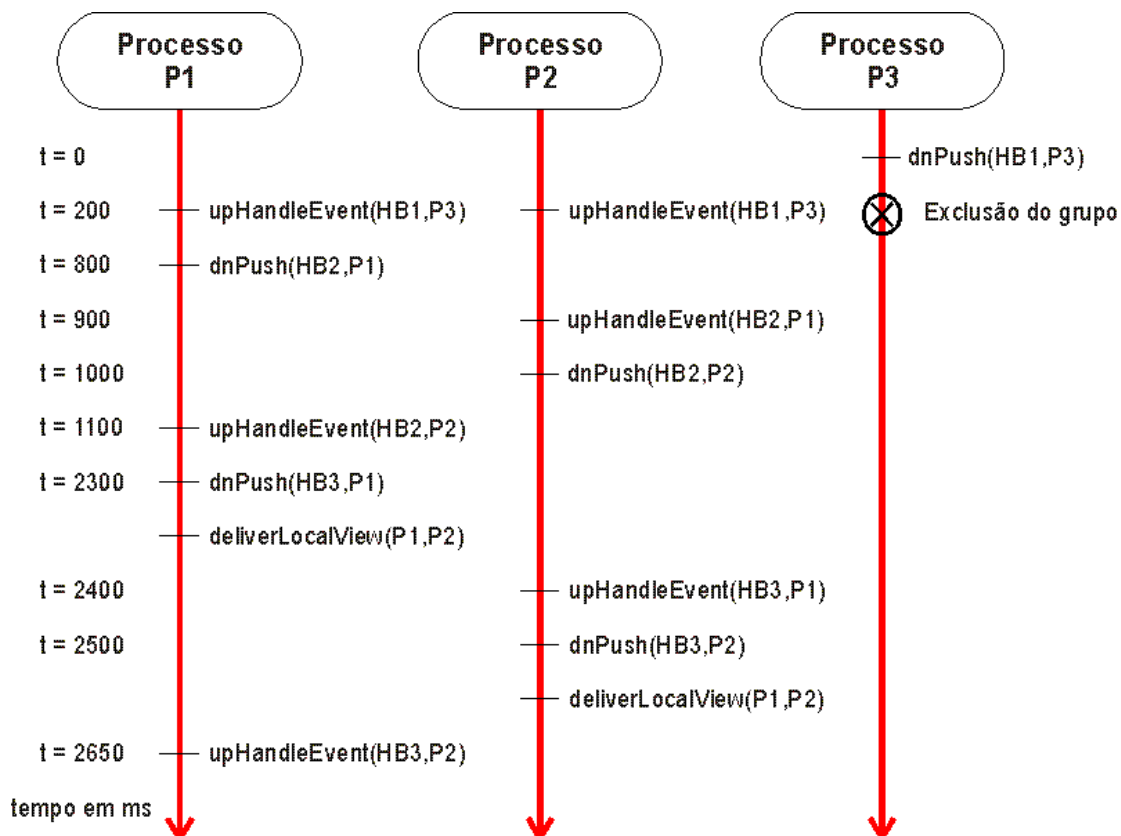 Processo
P1
Processo
P2
Processo
P3
t = 0
dnPush(HB1,P3)
t = 200
upHandleEvent(HB1,P3)
upHandleEvent(HB1,P3)
Exclusão do grupo
t = 800
dnPush(HB2,P1)
t = 900
upHandleEvent(HB2,P1)
t = 1000
dnPush(HB2,P2)
t = 1100
upHandleEvent(HB2,P2)
t = 2300
dnPush(HB3,P1)
deliverLocalView(P1,P2)
t = 2400
upHandleEvent(HB3,P1)
t = 2500
dnPush(HB3,P2)
deliverLocalView(P1,P2)
t = 2650
upHandleEvent(HB3,P2)
tempo em ms